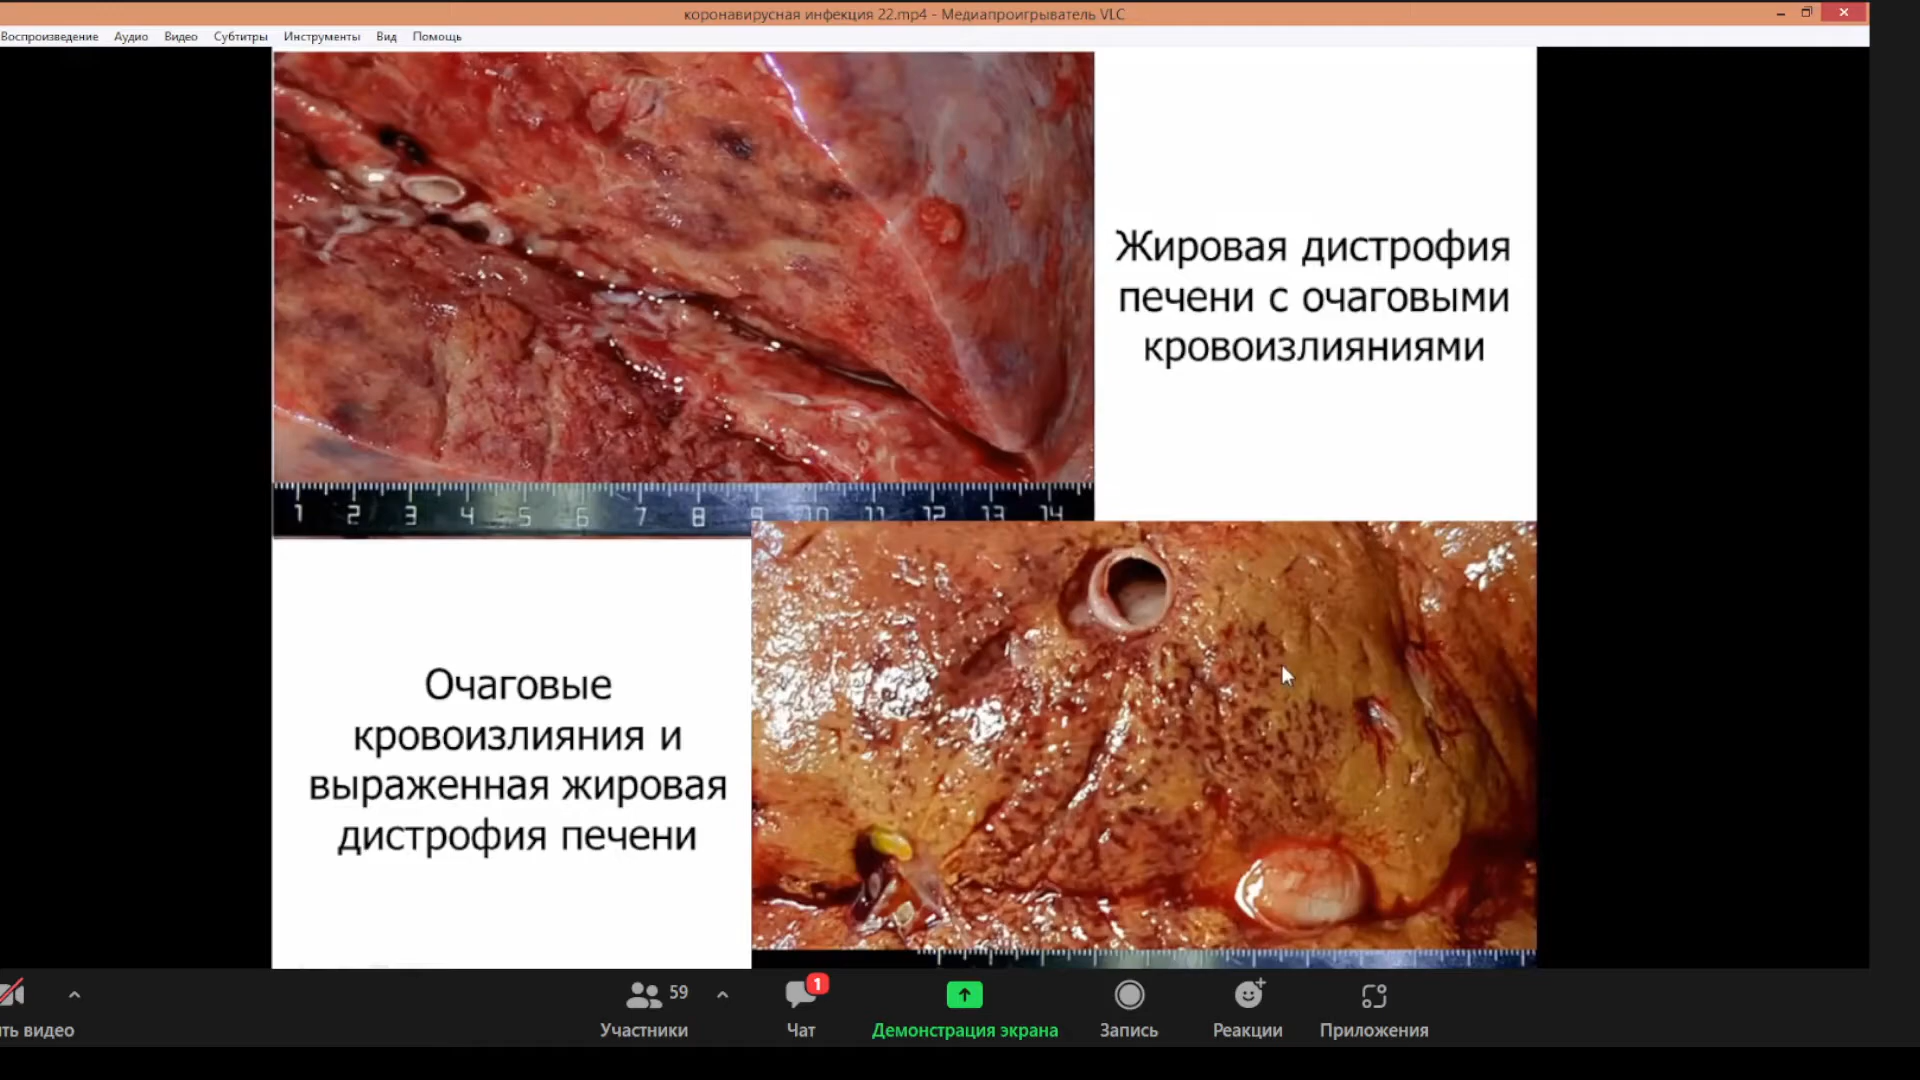 коронавирусная инфекция 22.mp4 - Медиапроигрыватель VLC
Воспроизведение Аудио Видео Субтитры Инструменты Вид Помощь
Жировая дистрофия
печени с очаговыми
кровоизлияниями
1 2 3 4 5 6 7 8 9 10 11 12 13 14
Очаговые
кровоизлияния и
выраженная жировая
дистрофия печени
59
1
ть видео
Участники
Чат
Демонстрация экрана
Запись
Реакции
Приложения